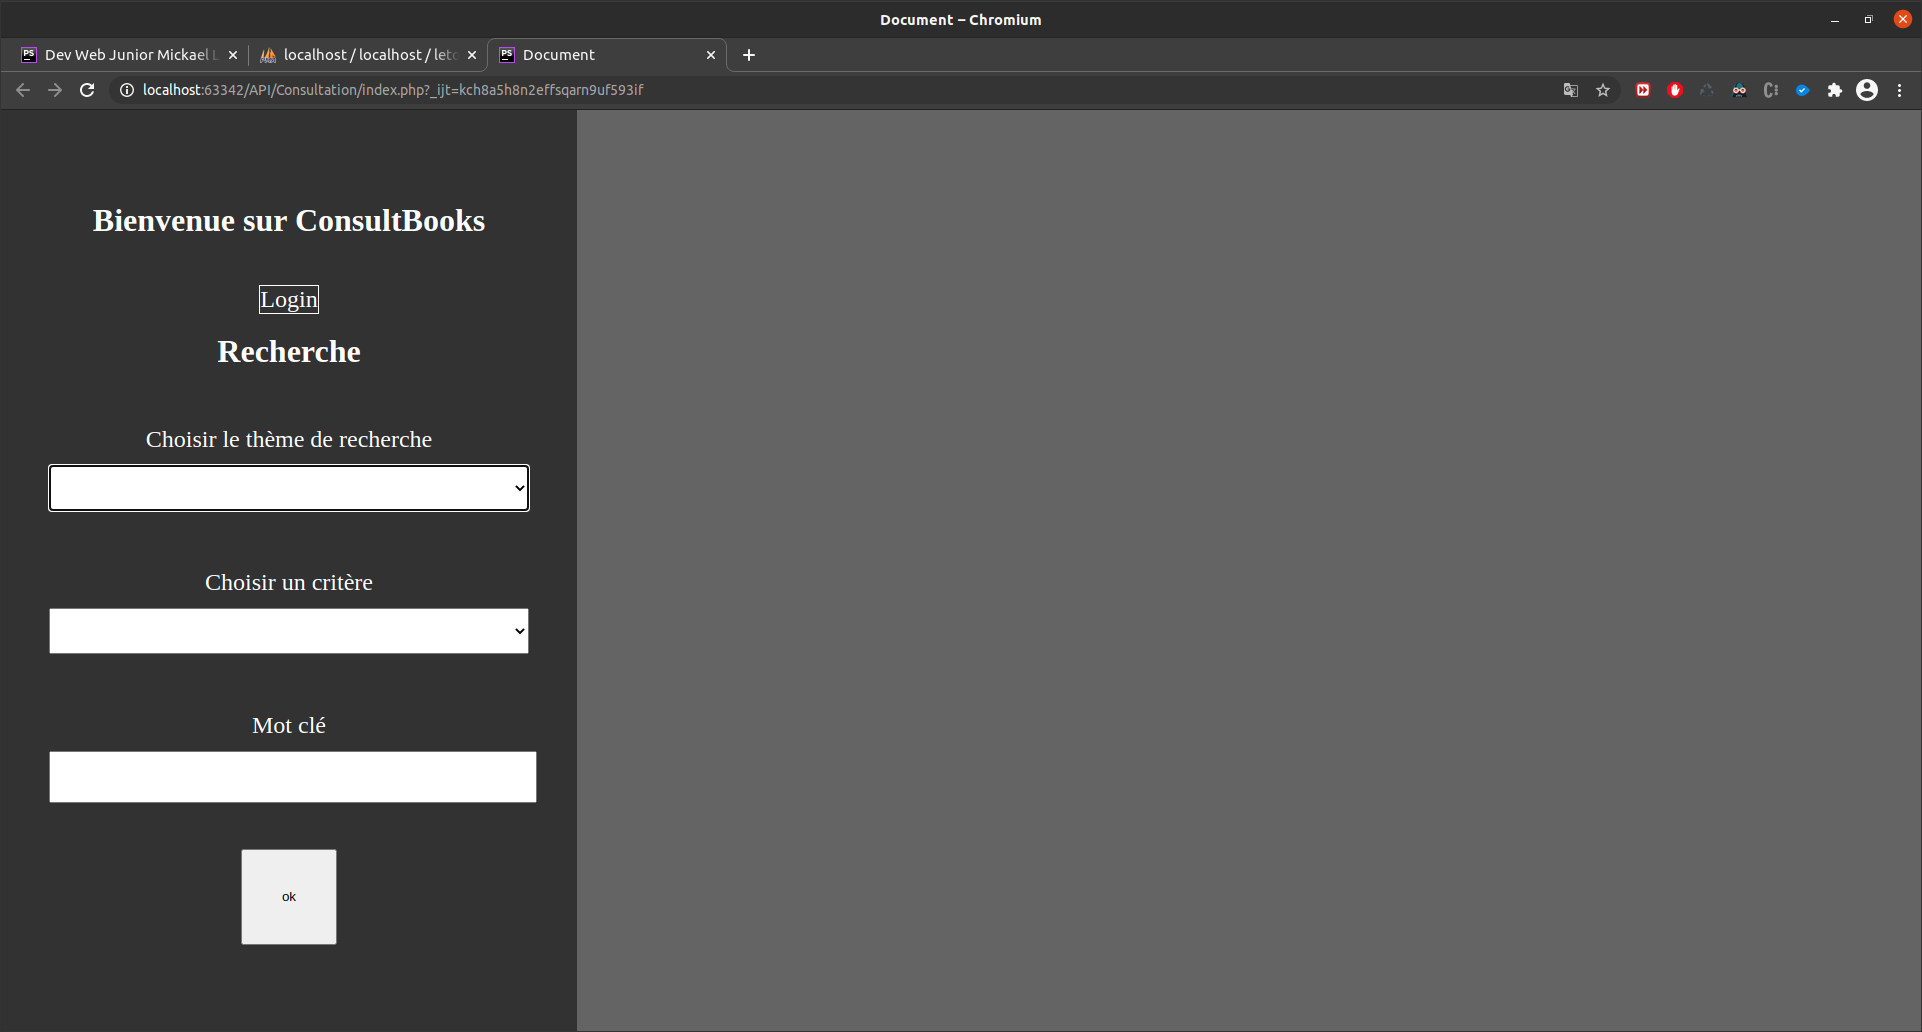 Document – Chromium
Dev Web Junior Mickael
localhost / localhost / leto
Document
localhost:63342/API/Consultation/index.php?_ijt=kch8a5h8n2effsqarn9uf593if
Bienvenue sur ConsultBooks
Login
Recherche
Choisir le thème de recherche
Choisir un critère
Mot clé
ok